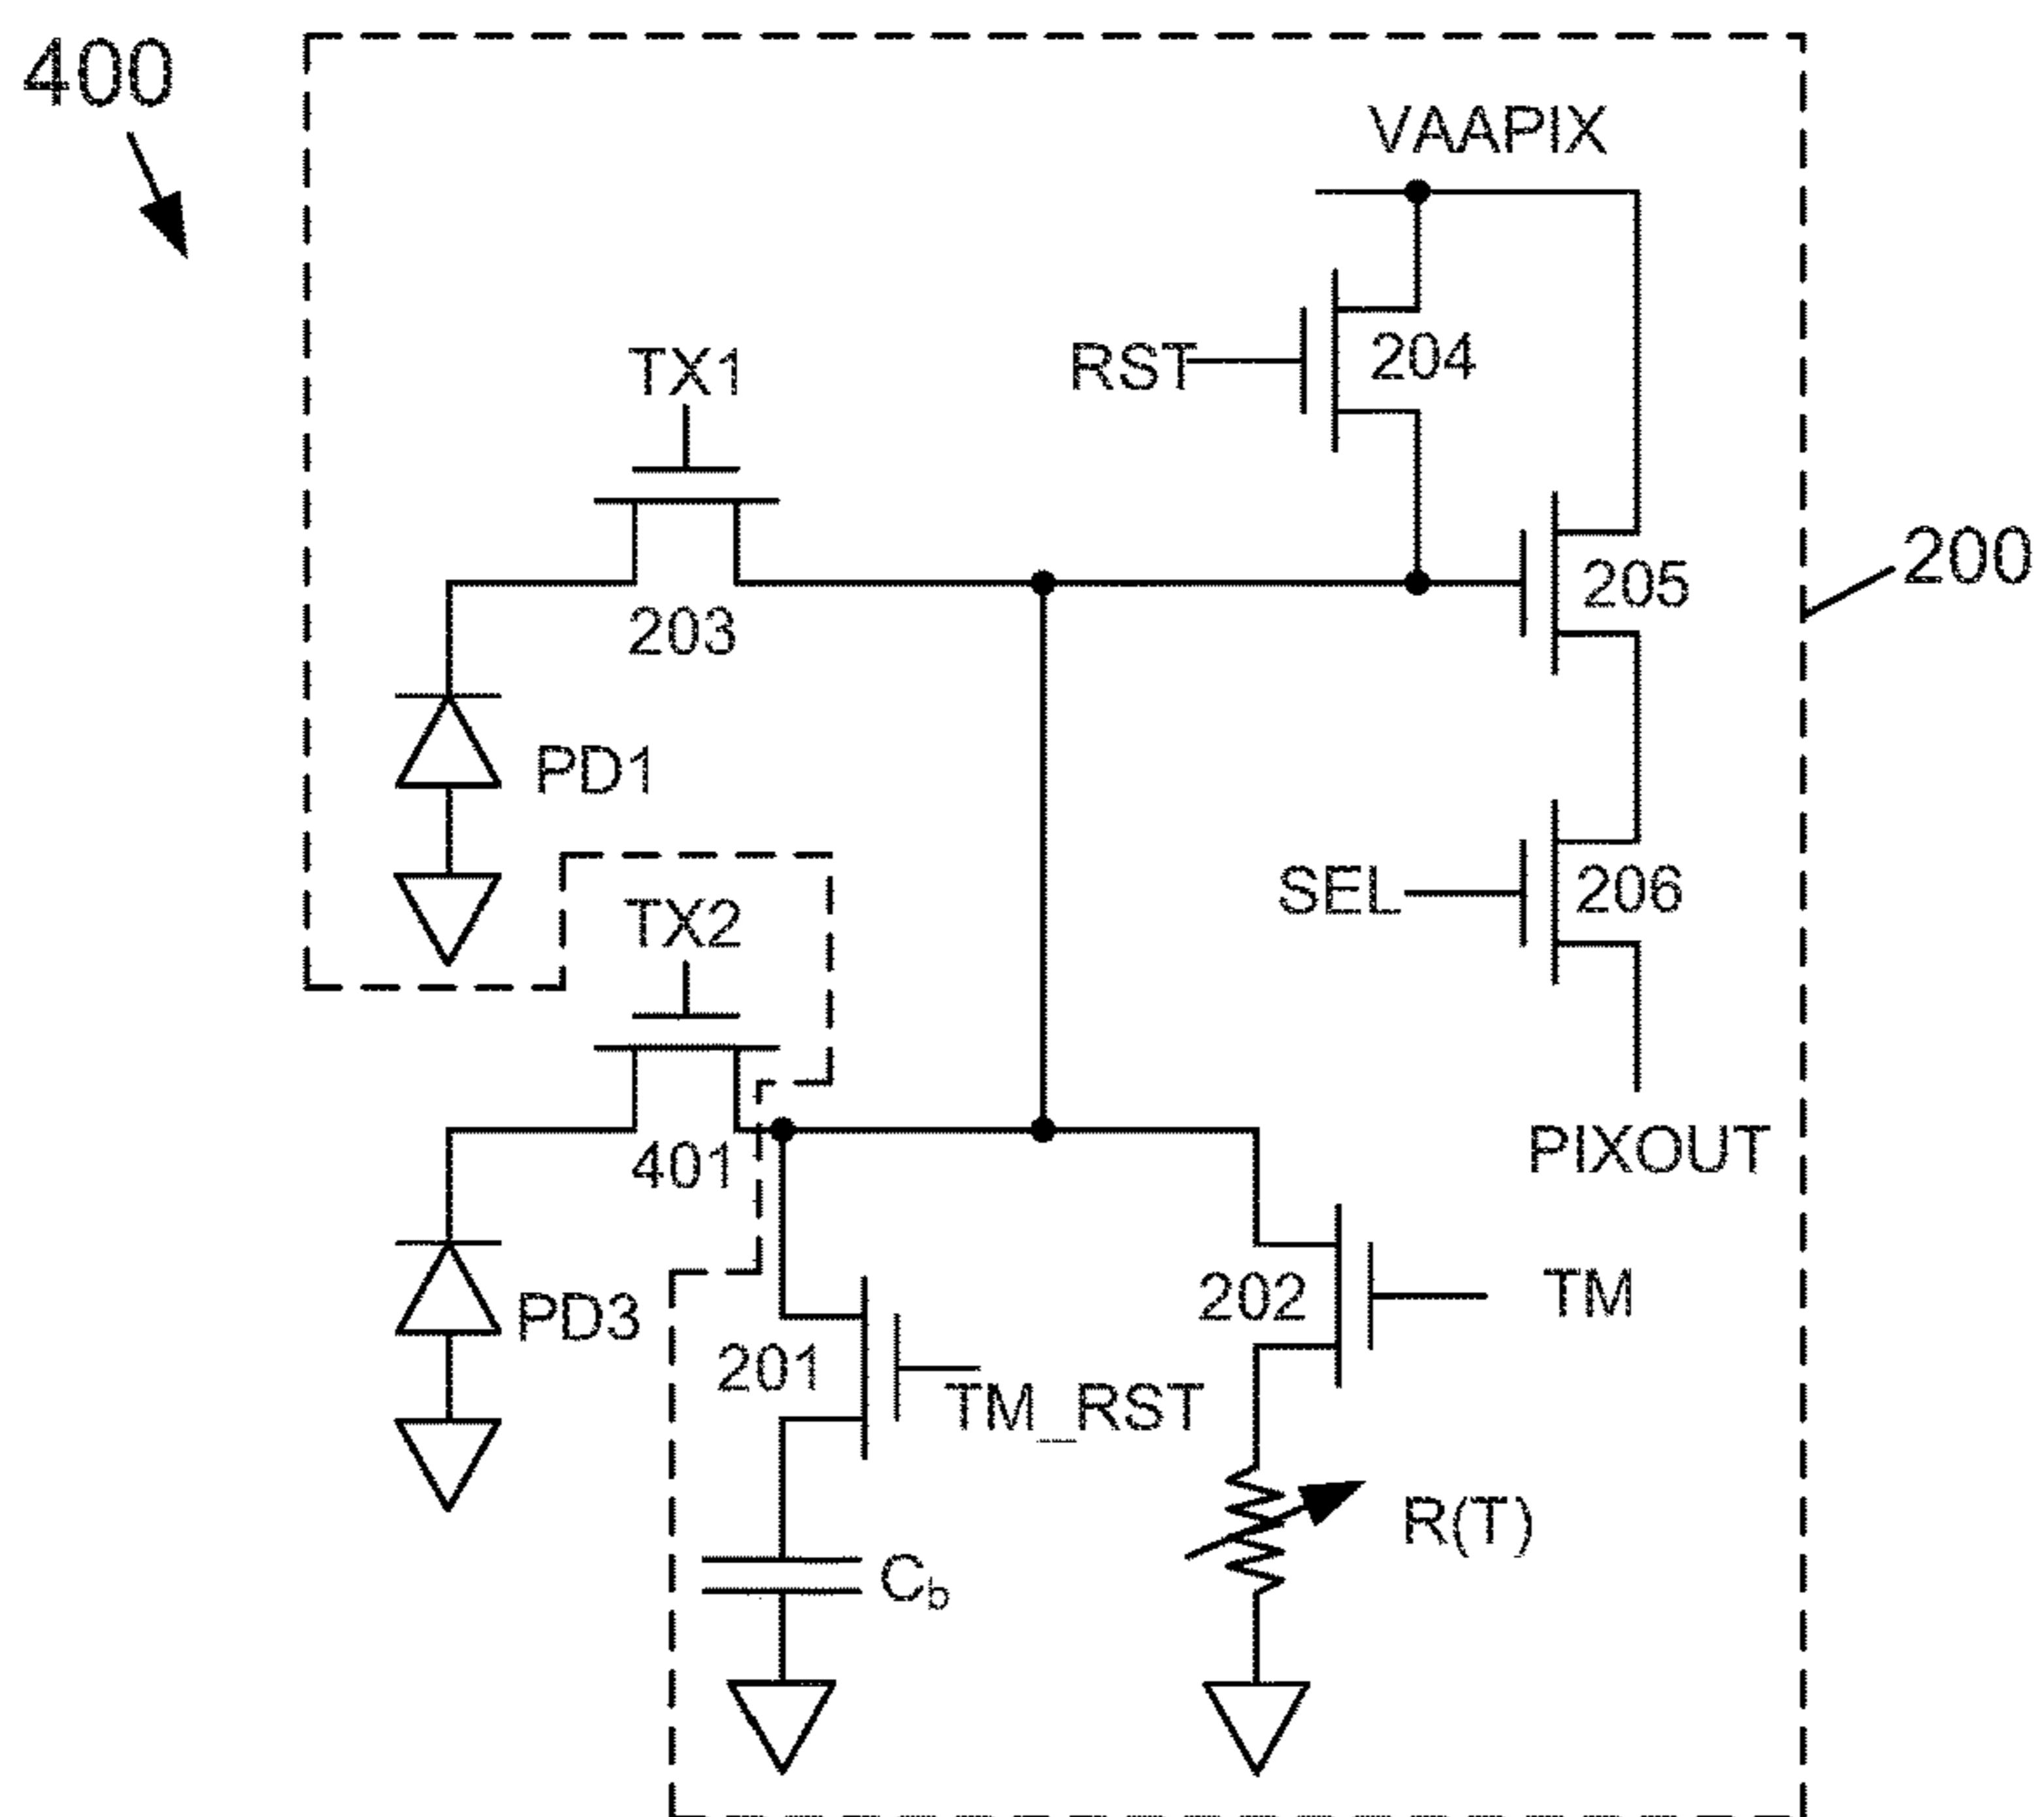 400
VAAPIX
RST
204
TX1
203
205
200
PD1
SEL
206
TX2
401
PIXOUT
PD3
201
TM_RST
202
TM
R(T)
Cb